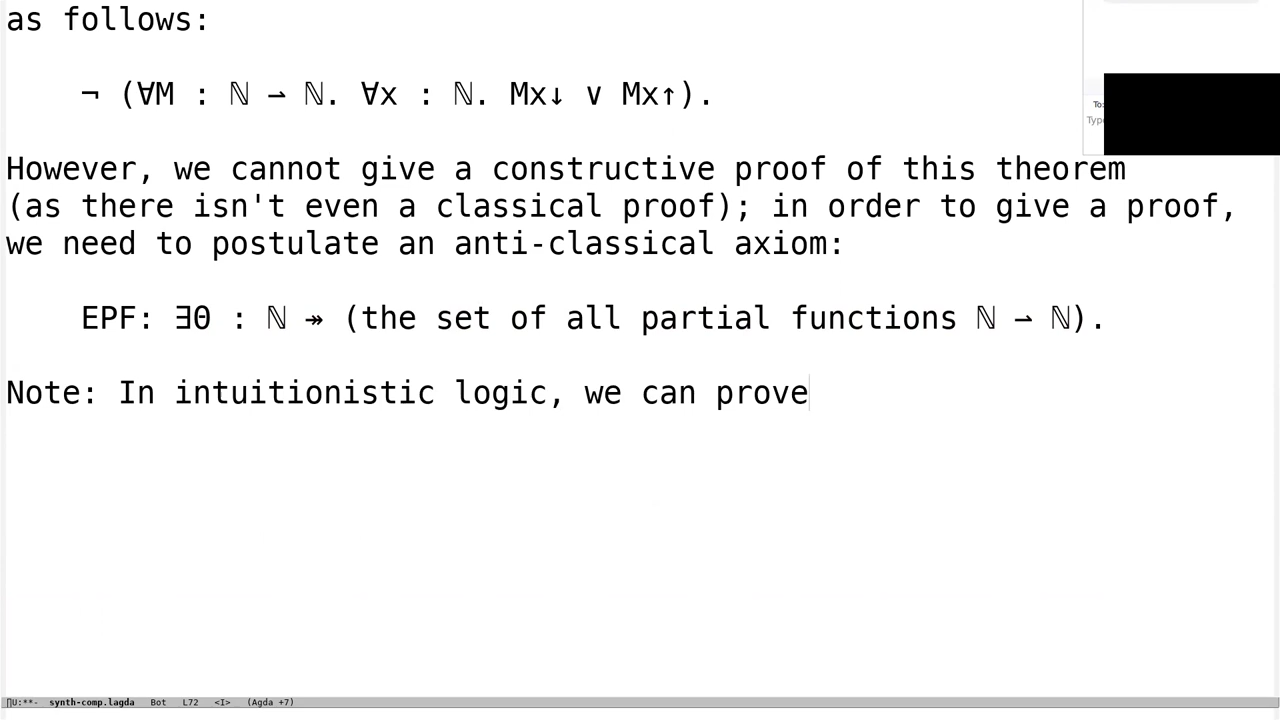 as follows:
¬ (∀M : ℕ ⇀ ℕ. ∀x : ℕ. Mx↓ ∨ Mx↑).
To:
Typ
However, we cannot give a constructive proof of this theorem
(as there isn't even a classical proof); in order to give a proof,
we need to postulate an anti-classical axiom:
EPF: ∃Θ : ℕ ↠ (the set of all partial functions ℕ ⇀ ℕ).
Note: In intuitionistic logic, we can prove
U:**- synth-comp.lagda Bot L72 <I> (Agda +7)